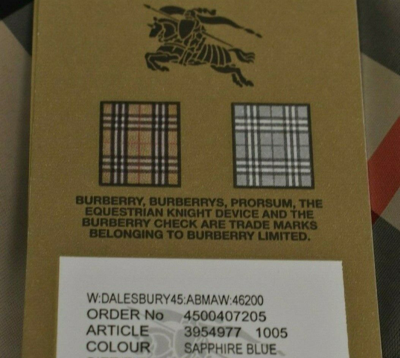 BURBERRY, BURBERRYS, PRORSUM, THE
EQUESTRIAN KNIGHT DEVICE AND THE
BURBERRY CHECK ARE TRADE MARKS
BELONGING TO BURBERRY LIMITED.
W:DALESBURY45:ABMAW:46200
ORDER No 4500407205
ARTICLE 3954977 1005
COLOUR SAPPHIRE BLUE